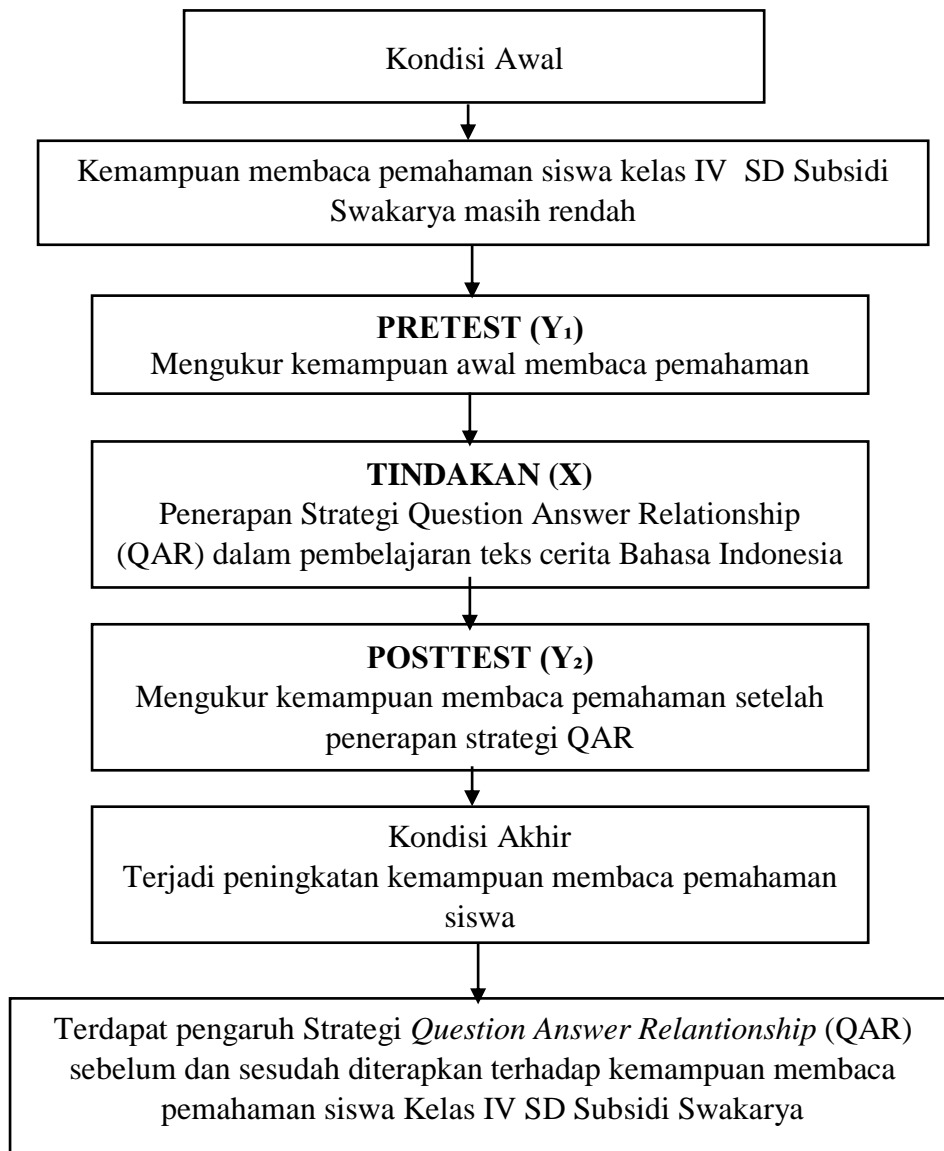 Kondisi Awal
Kemampuan membaca pemahaman siswa kelas IV  SD Subsidi
Swakarya masih rendah
PRETEST (Y₁)
Mengukur kemampuan awal membaca pemahaman
TINDAKAN (X)
Penerapan Strategi Question Answer Relationship
(QAR) dalam pembelajaran teks cerita Bahasa Indonesia
POSTTEST (Y₂)
Mengukur kemampuan membaca pemahaman setelah
penerapan strategi QAR
Kondisi Akhir
Terjadi peningkatan kemampuan membaca pemahaman
siswa
Terdapat pengaruh Strategi Question Answer Relantionship (QAR)
sebelum dan sesudah diterapkan terhadap kemampuan membaca
pemahaman siswa Kelas IV SD Subsidi Swakarya